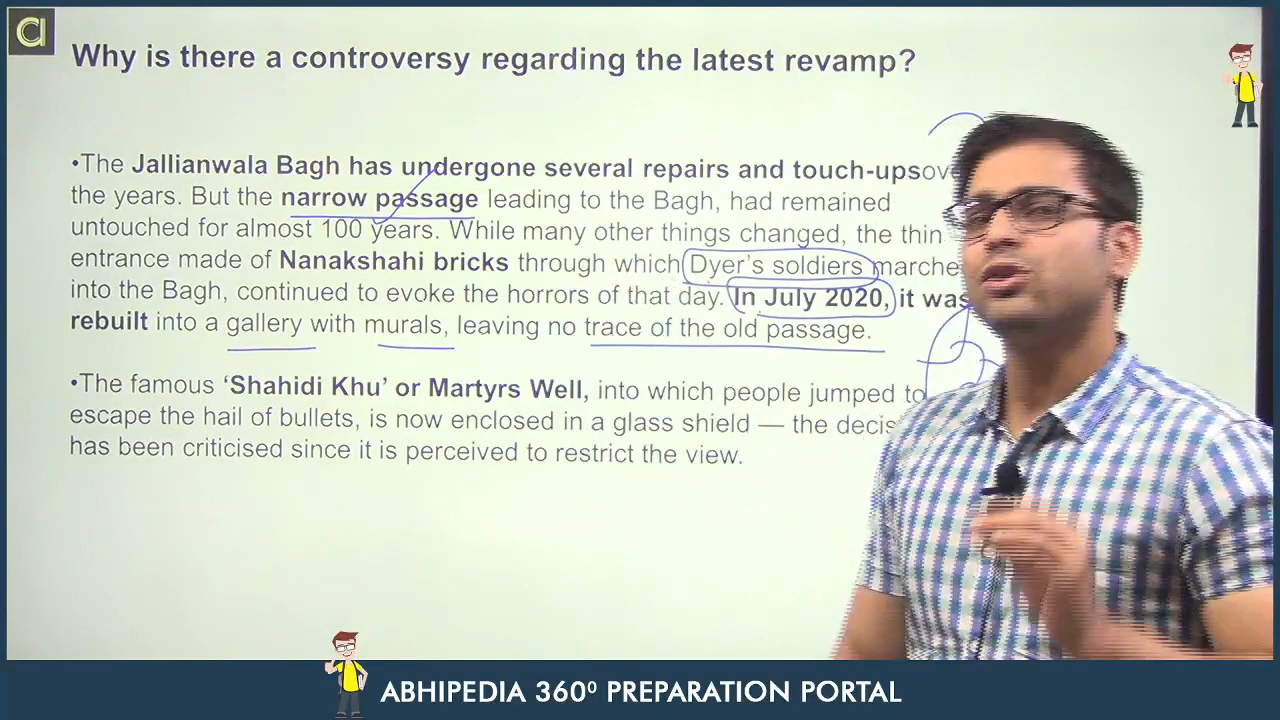 Why is there a controversy regarding the latest revamp?
•The Jallianwala Bagh has undergone several repairs and touch-ups
the years. But the narrow passage leading to the Bagh, had remained
untouched for almost 100 years. While many other things changed, the thin
entrance made of Nanakshahi bricks through which Dyer's soldiers
into the Bagh, continued to evoke the horrors of that day. In July 2020, it was
rebuilt into a gallery with murals, leaving no trace of the old passage.
•The famous 'Shahidi Khu' or Martyrs Well, into which people jumped to
escape the hail of bullets, is now enclosed in a glass shield — the
has been criticised since it is perceived to restrict the view.
ABHIPEDIA 360⁰ PREPARATION PORTAL